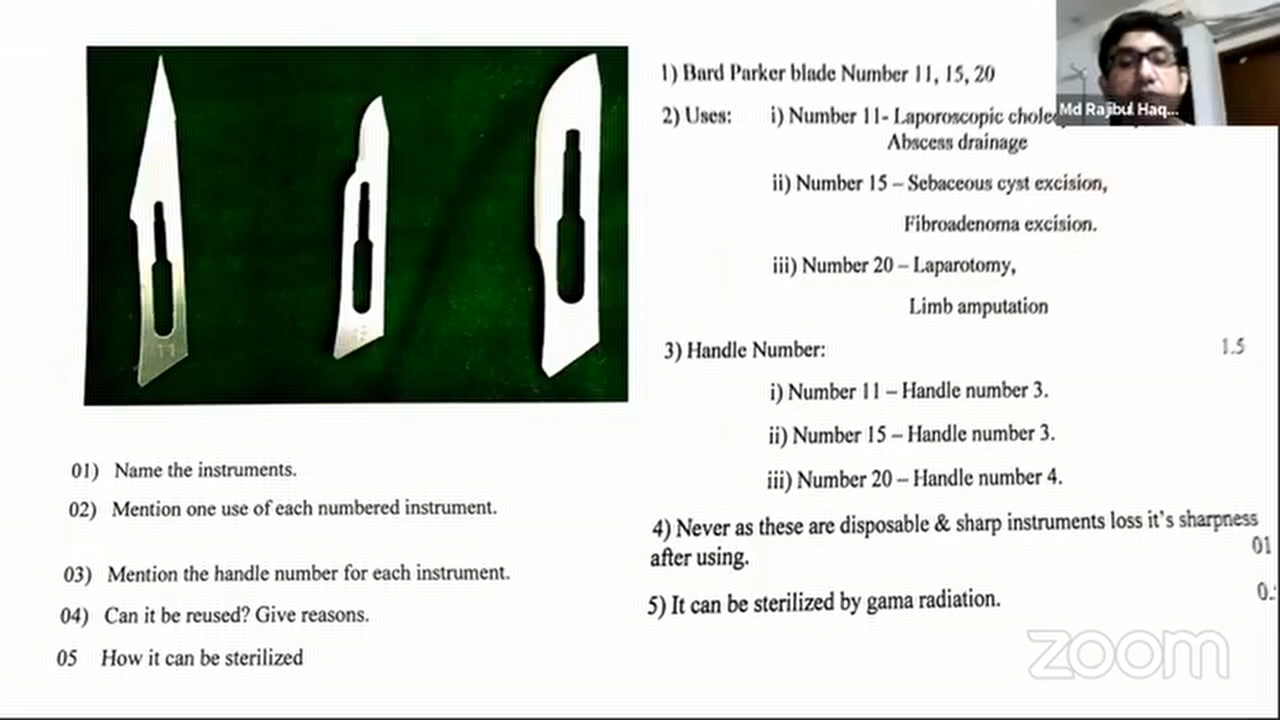 1) Bard Parker blade Number 11, 15, 20
2) Uses: i) Number 11- Laporoscopic
Abscess drainage
ii) Number 15 – Sebaceous cyst excision,
Fibroadenoma excision.
iii) Number 20 – Laparotomy,
Limb amputation
3) Handle Number: 1.5
i) Number 11 – Handle number 3.
ii) Number 15 – Handle number 3.
iii) Number 20 – Handle number 4.
4) Never as these are disposable & sharp instruments loss it's sharpness
after using. 01
5) It can be sterilized by gama radiation.
11
01) Name the instruments.
02) Mention one use of each numbered instrument.
03) Mention the handle number for each instrument.
04) Can it be reused? Give reasons.
05 How it can be sterilized
Md Rajibul Haq...
zoom